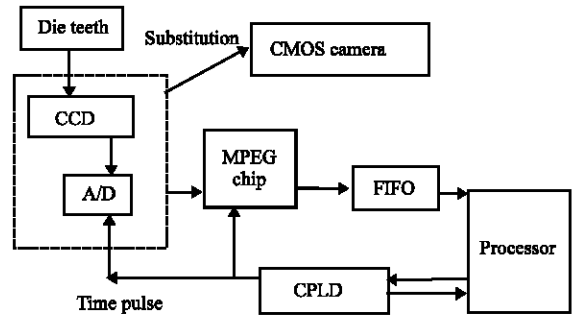 Die teeth
Substitution
CMOS camera
CCD
MPEG
chip
A/D
FIFO
Processor
CPLD
Time pulse